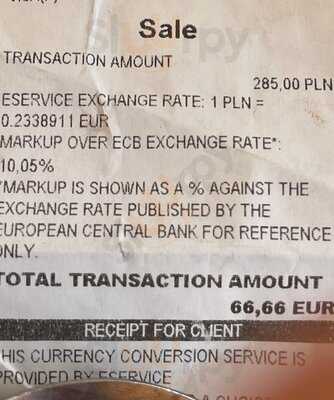 Sale
TRANSACTION AMOUNT
285,00 PLN
ESERVICE EXCHANGE RATE: 1 PLN =
0.2338911 EUR
MARKUP OVER ECB EXCHANGE RATE*:
10,05%
*MARKUP IS SHOWN AS A % AGAINST THE
EXCHANGE RATE PUBLISHED BY THE
EUROPEAN CENTRAL BANK FOR REFERENCE
ONLY.
TOTAL TRANSACTION AMOUNT
66,66 EUR
RECEIPT FOR CLIENT
THIS CURRENCY CONVERSION SERVICE IS
PROVIDED BY ESERVICE